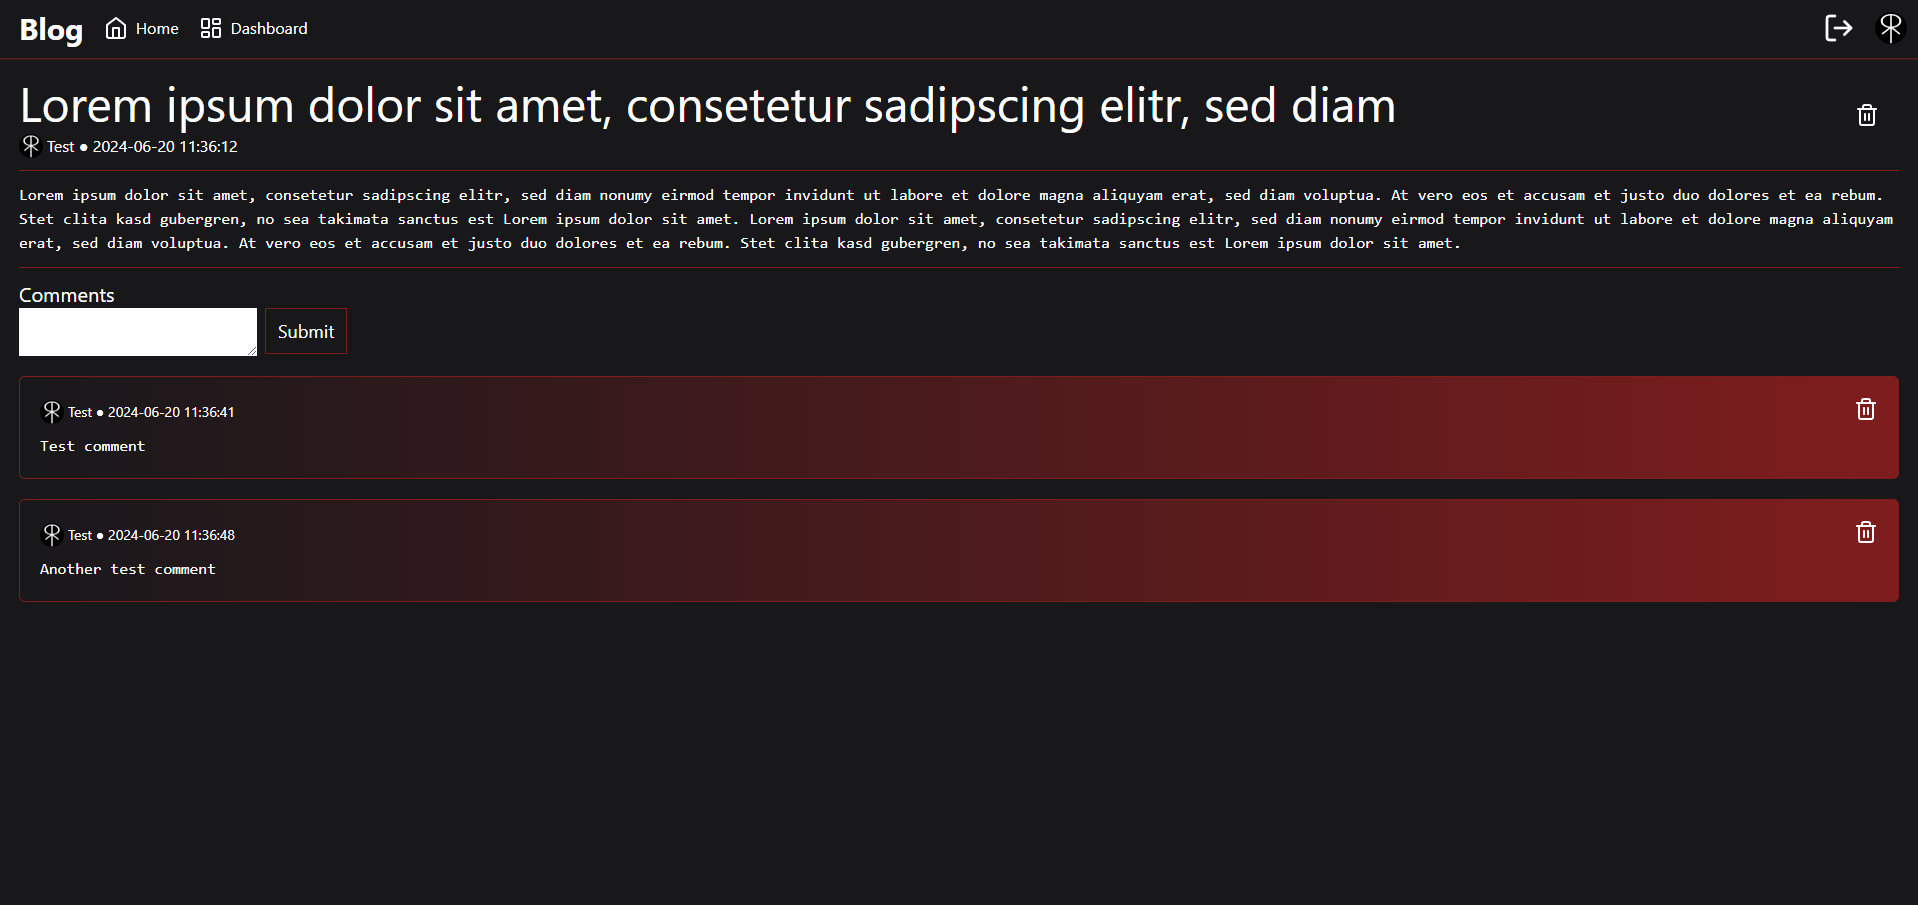 Blog Home Dashboard
Lorem ipsum dolor sit amet, consetetur sadipscing elitr, sed diam
Test ● 2024-06-20 11:36:12
Lorem ipsum dolor sit amet, consetetur sadipscing elitr, sed diam nonumy eirmod tempor invidunt ut labore et dolore magna aliquyam erat, sed diam voluptua. At vero eos et accusam et justo duo dolores et ea rebum.
Stet clita kasd gubergren, no sea takimata sanctus est Lorem ipsum dolor sit amet. Lorem ipsum dolor sit amet, consetetur sadipscing elitr, sed diam nonumy eirmod tempor invidunt ut labore et dolore magna aliquyam
erat, sed diam voluptua. At vero eos et accusam et justo duo dolores et ea rebum. Stet clita kasd gubergren, no sea takimata sanctus est Lorem ipsum dolor sit amet.
Comments
Submit
Test ● 2024-06-20 11:36:41
Test comment
Test ● 2024-06-20 11:36:48
Another test comment